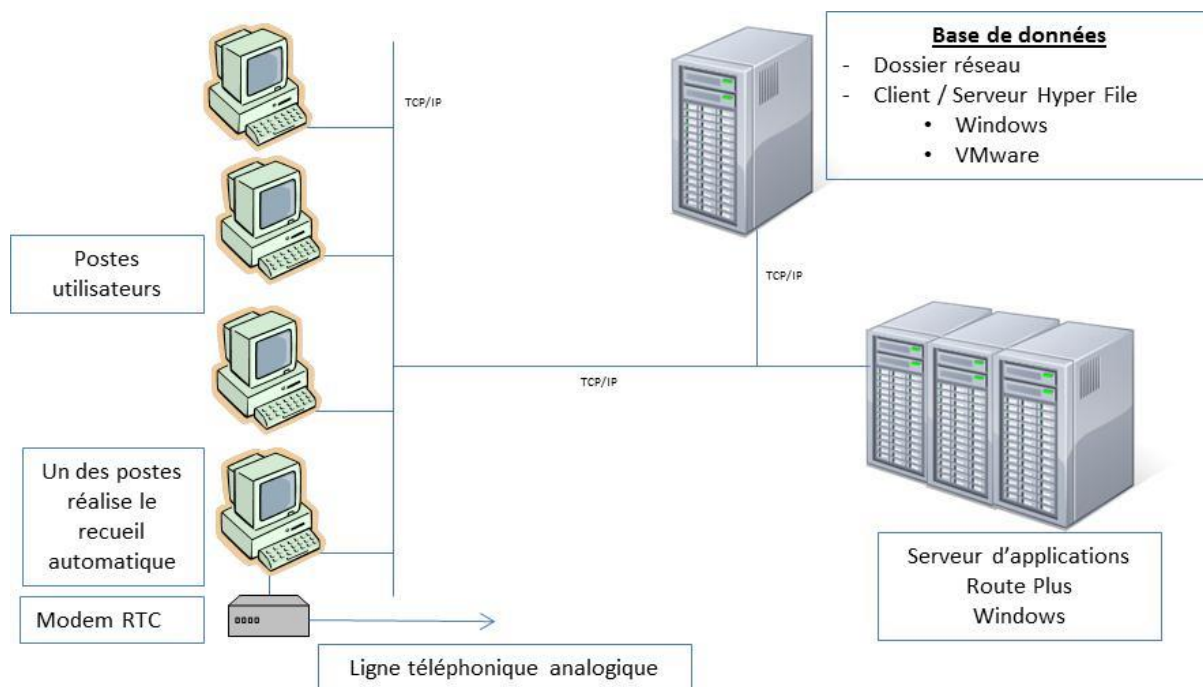 Base de données
- Dossier réseau
- Client / Serveur Hyper File
• Windows
• VMware
TCP/IP
Postes
utilisateurs
TCP/IP
TCP/IP
Un des postes
réalise le
recueil
automatique
Serveur d'applications
Route Plus
Windows
Modem RTC
Ligne téléphonique analogique